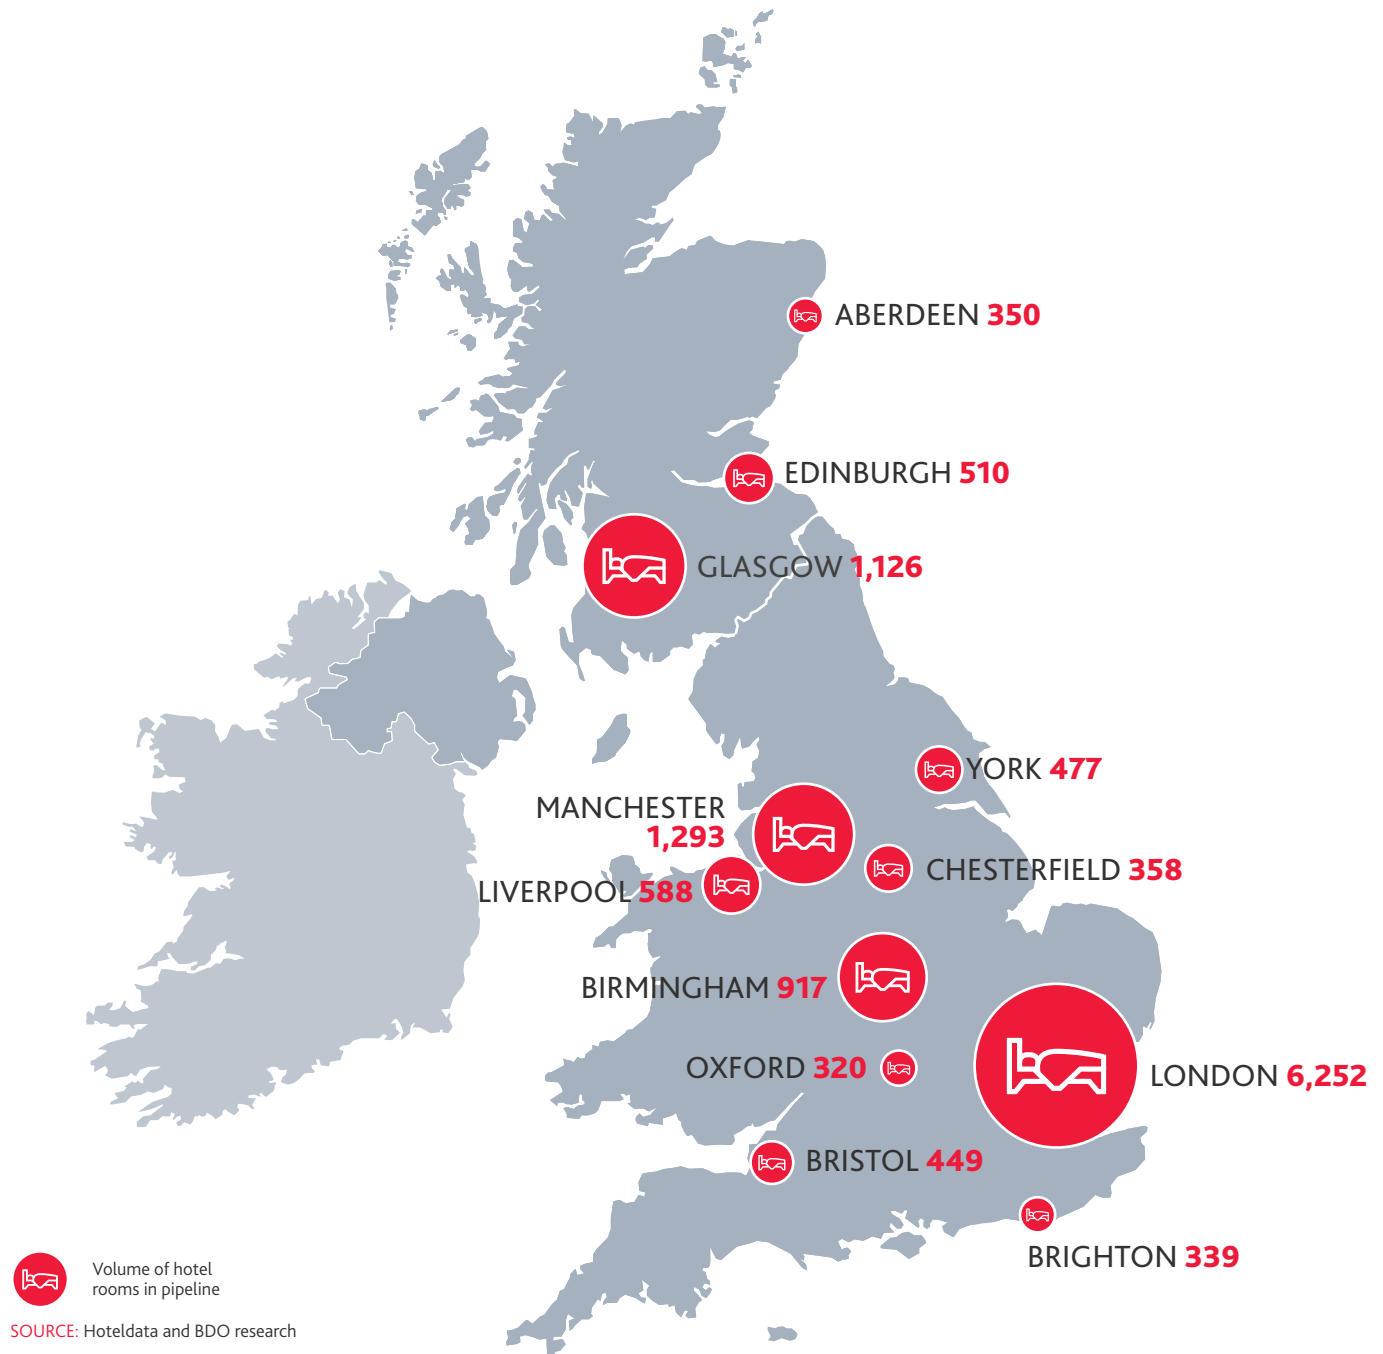 ABERDEEN 350
EDINBURGH 510
GLASGOW 1,126
YORK 477
MANCHESTER
1,293
CHESTERFIELD 358
LIVERPOOL 588
BIRMINGHAM 917
OXFORD 320
LONDON 6,252
BRISTOL 449
BRIGHTON 339
Volume of hotel
rooms in pipeline
SOURCE: Hoteldata and BDO research